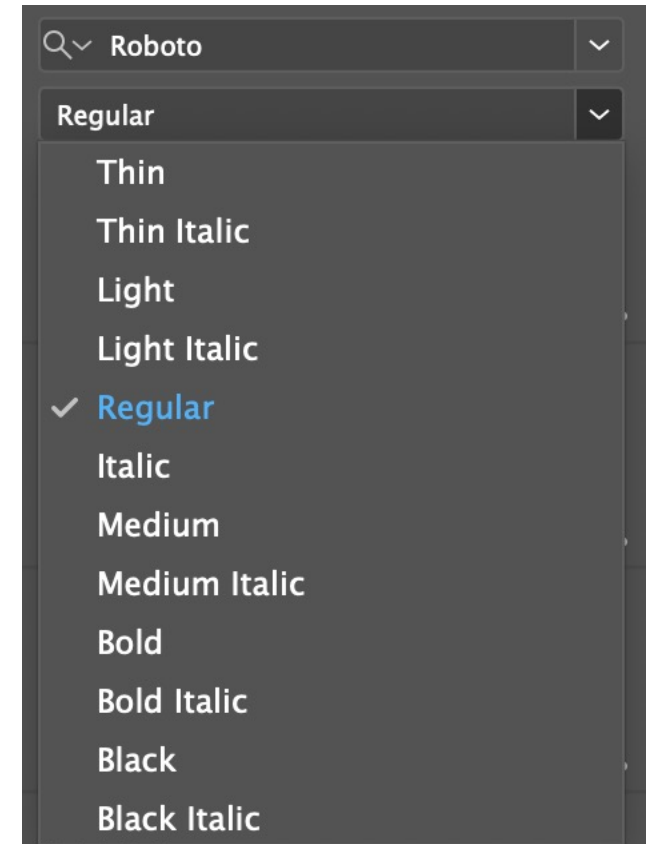 Roboto
Regular
Thin
Thin Italic
Light
Light Italic
Regular
Italic
Medium
Medium Italic
Bold
Bold Italic
Black
Black Italic